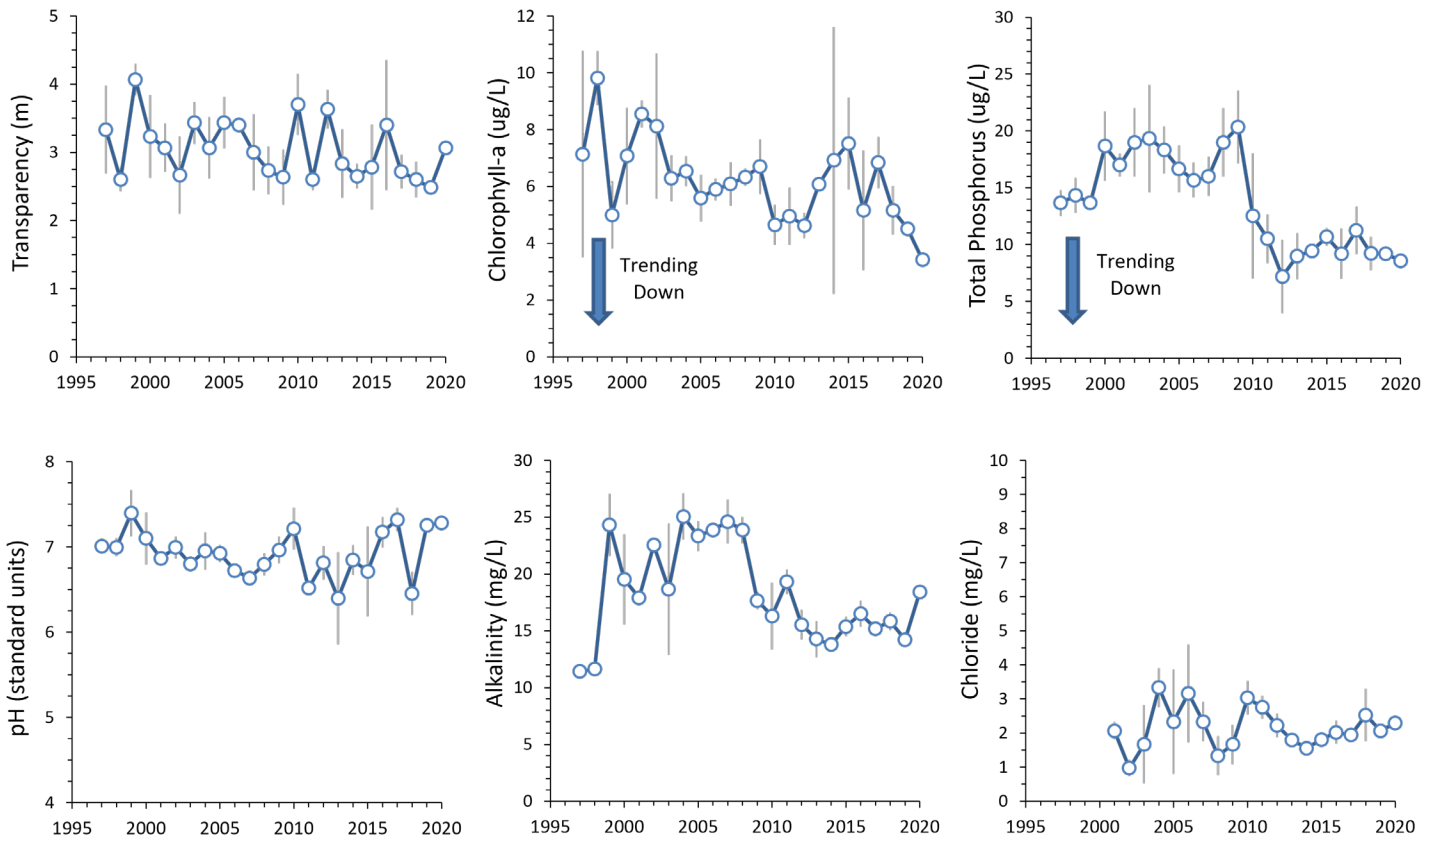 Transparency (m)
5
4
3
2
1
0
1995 2000 2005 2010 2015 2020
Chlorophyll-a (ug/L)
12
10
8
6
4
2
0
Trending
Down
1995 2000 2005 2010 2015 2020
Total Phosphorus (ug/L)
30
25
20
15
10
5
0
Trending
Down
1995 2000 2005 2010 2015 2020
pH (standard units)
8
7
6
5
4
1995 2000 2005 2010 2015 2020
Alkalinity (mg/L)
30
25
20
15
10
5
0
1995 2000 2005 2010 2015 2020
Chloride (mg/L)
10
9
8
7
6
5
4
3
2
1
0
1995 2000 2005 2010 2015 2020